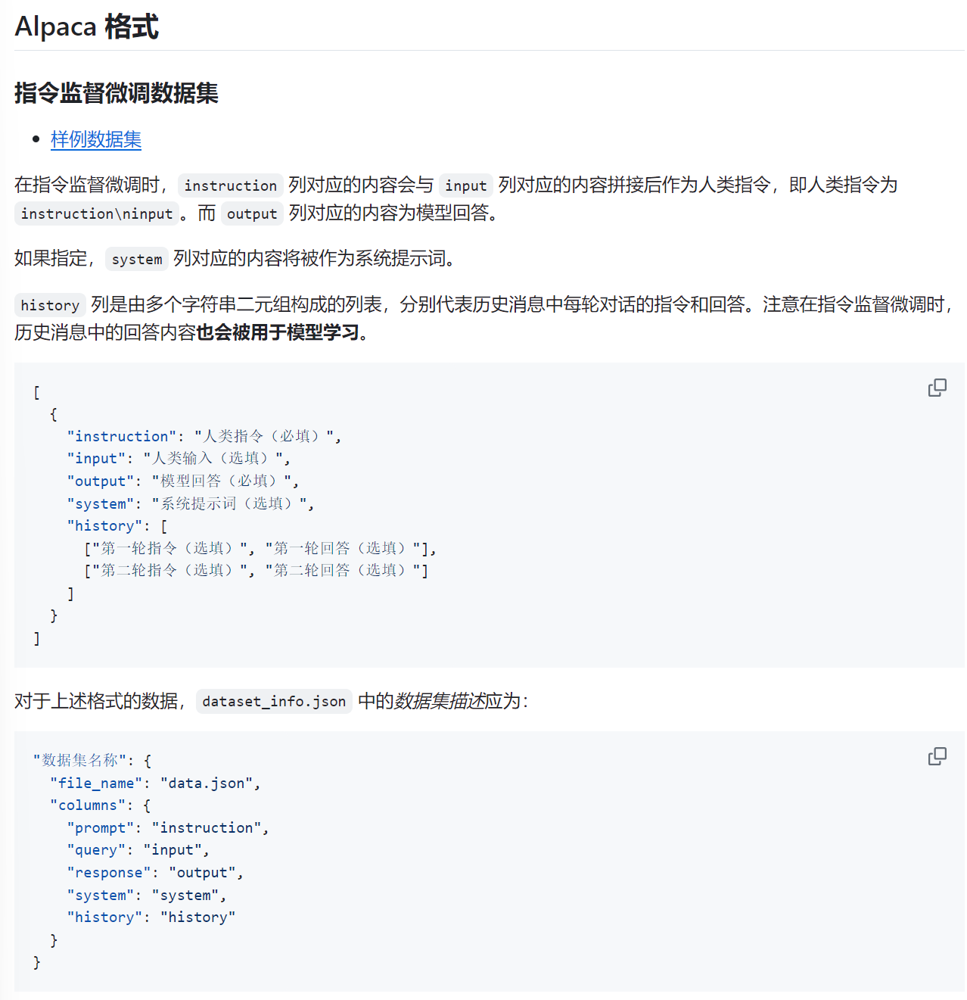 Alpaca 格式
指令监督微调数据集
样例数据集
在指令监督微调时， instruction 列对应的内容会与 input 列对应的内容拼接后作为人类指令，即人类指令为
instruction\ninput 。而 output 列对应的内容为模型回答。
如果指定， system 列对应的内容将被作为系统提示词。
history 列是由多个字符串二元组构成的列表，分别代表历史消息中每轮对话的指令和回答。注意在指令监督微调时，
历史消息中的回答内容也会被用于模型学习。
[
  {
    "instruction": "人类指令（必填）",
    "input": "人类输入（选填）",
    "output": "模型回答（必填）",
    "system": "系统提示词（选填）",
    "history": [
      ["第一轮指令（选填）", "第一轮回答（选填）"],
      ["第二轮指令（选填）", "第二轮回答（选填）"]
    ]
  }
]
对于上述格式的数据， dataset_info.json 中的数据集描述应为：
"数据集名称": {
  "file_name": "data.json",
  "columns": {
    "prompt": "instruction",
    "query": "input",
    "response": "output",
    "system": "system",
    "history": "history"
  }
}